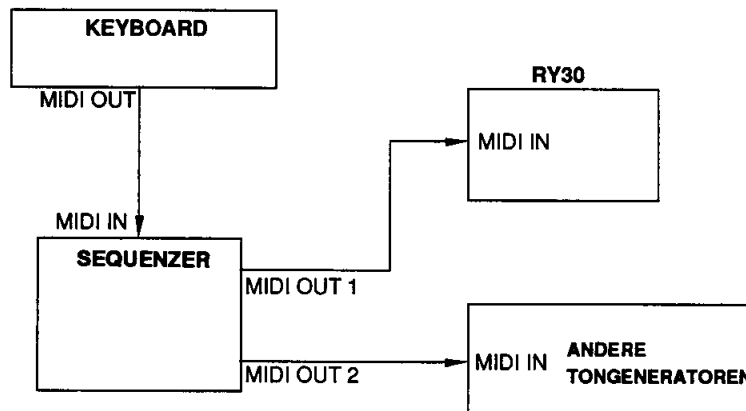 KEYBOARD
MIDI OUT
RY30
MIDI IN
MIDI IN
SEQUENZER
MIDI OUT 1
MIDI IN
ANDERE
TONGENERATOREN
MIDI OUT 2